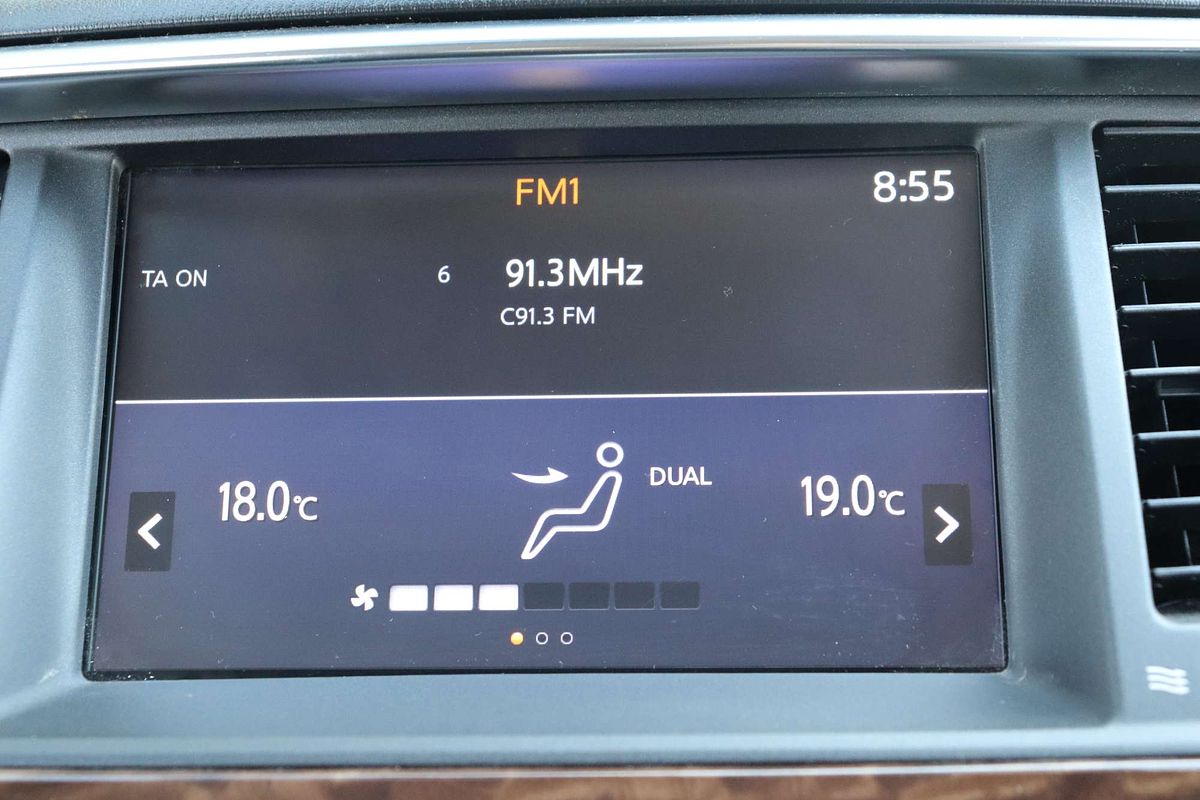 FM1
8:55
TA ON
6
91.3MHz
C91.3 FM
DUAL
18.0°C
19.0°C